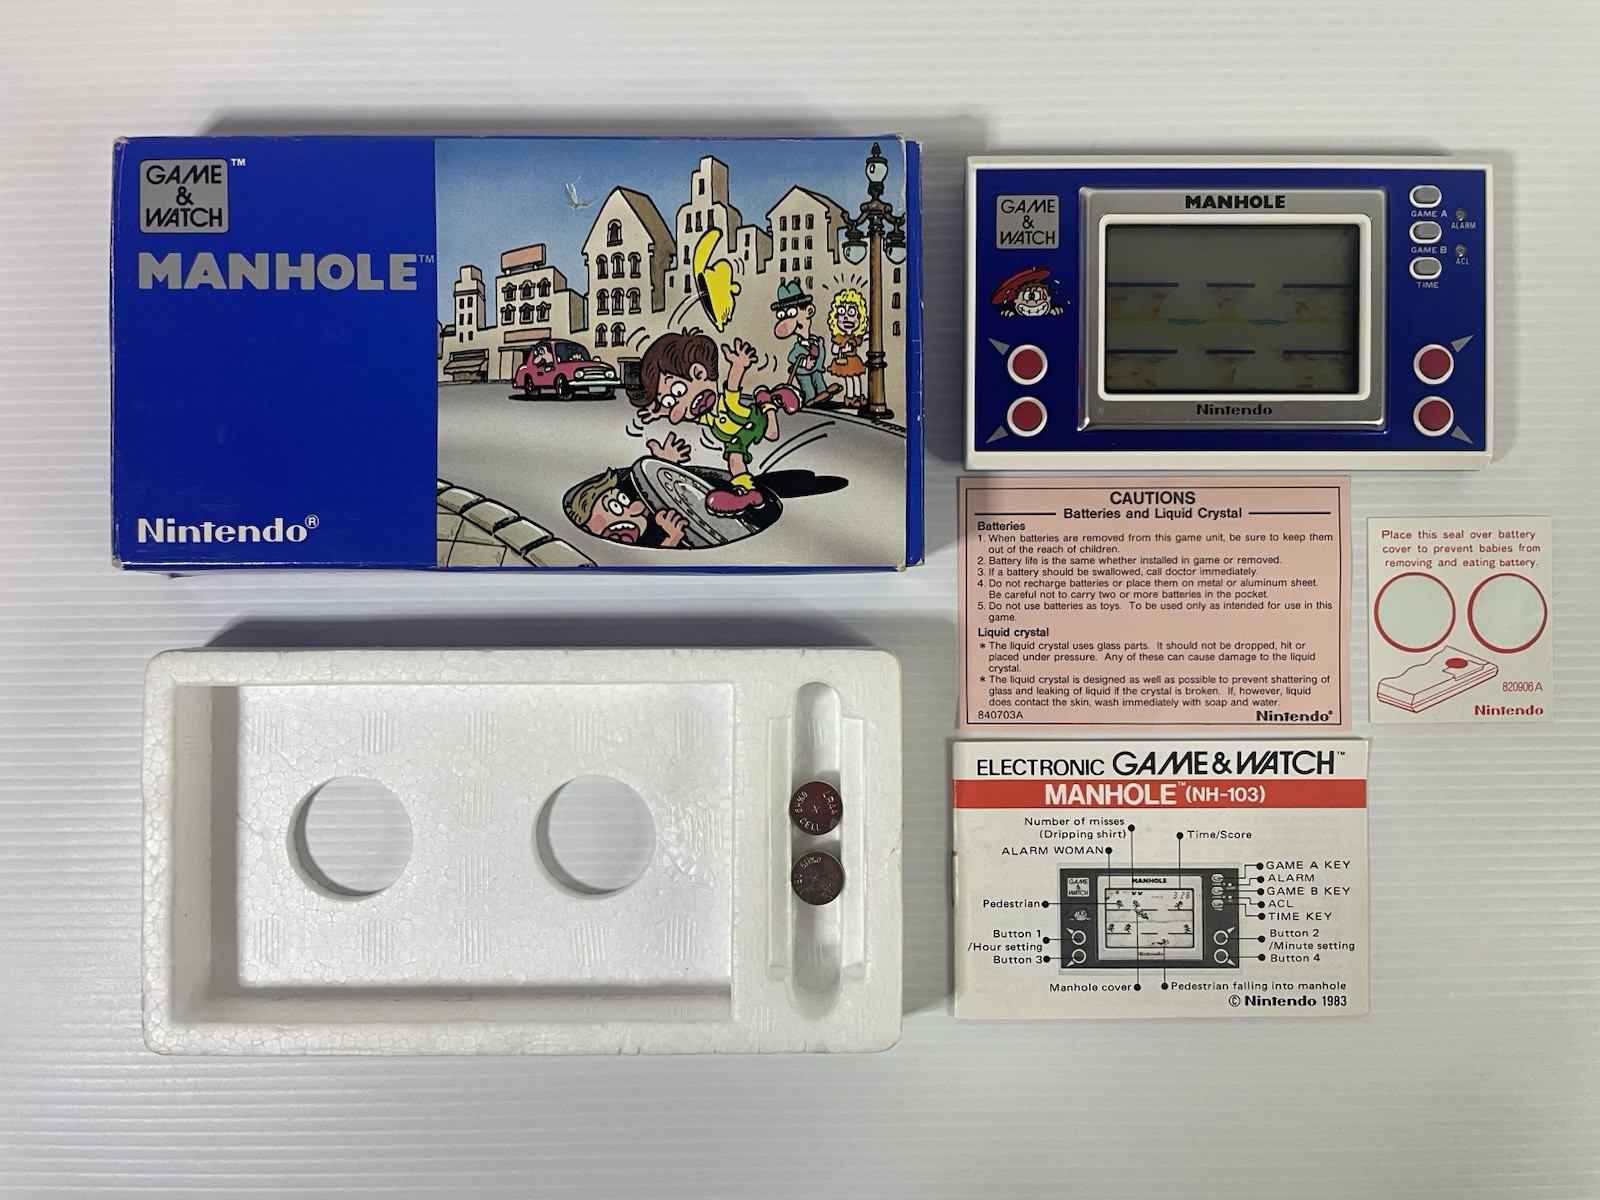 GAME
&
WATCH
™
MANHOLE™
Nintendo®
MANHOLE
GAME
&
WATCH
GAME A
ALARM
GAME B
ACL
TIME
Nintendo
CAUTIONS
Batteries and Liquid Crystal
Batteries
1. When batteries are removed from this game unit, be sure to keep them
out of the reach of children.
2. Battery life is the same whether installed in game or removed.
3. If a battery should be swallowed, call doctor immediately.
4. Do not recharge batteries or place them on metal or aluminum sheet.
Be careful not to carry two or more batteries in the pocket.
5. Do not use batteries as toys. To be used only as intended for use in this
game.
Liquid crystal
* The liquid crystal uses glass parts. It should not be dropped, hit or
placed under pressure. Any of these can cause damage to the liquid
crystal.
* The liquid crystal is designed as well as possible to prevent shattering of
glass and leaking of liquid if the crystal is broken. If, however, liquid
does contact the skin, wash immediately with soap and water.
840703A
Nintendo®
Place this seal over battery
cover to prevent babies from
removing and eating battery.
820906A
Nintendo
ELECTRONIC GAME & WATCH™
MANHOLE™ (NH-103)
Number of misses
(Dripping shirt)
Time/Score
ALARM WOMAN
GAME A KEY
ALARM
GAME B KEY
ACL
TIME KEY
Pedestrian
Button 1
/Hour setting
Button 3
Button 2
/Minute setting
Button 4
Manhole cover
Pedestrian falling into manhole
© Nintendo 1983
GAME
&
WATCH
MANHOLE
3:28
Nintendo
LR44
CELL